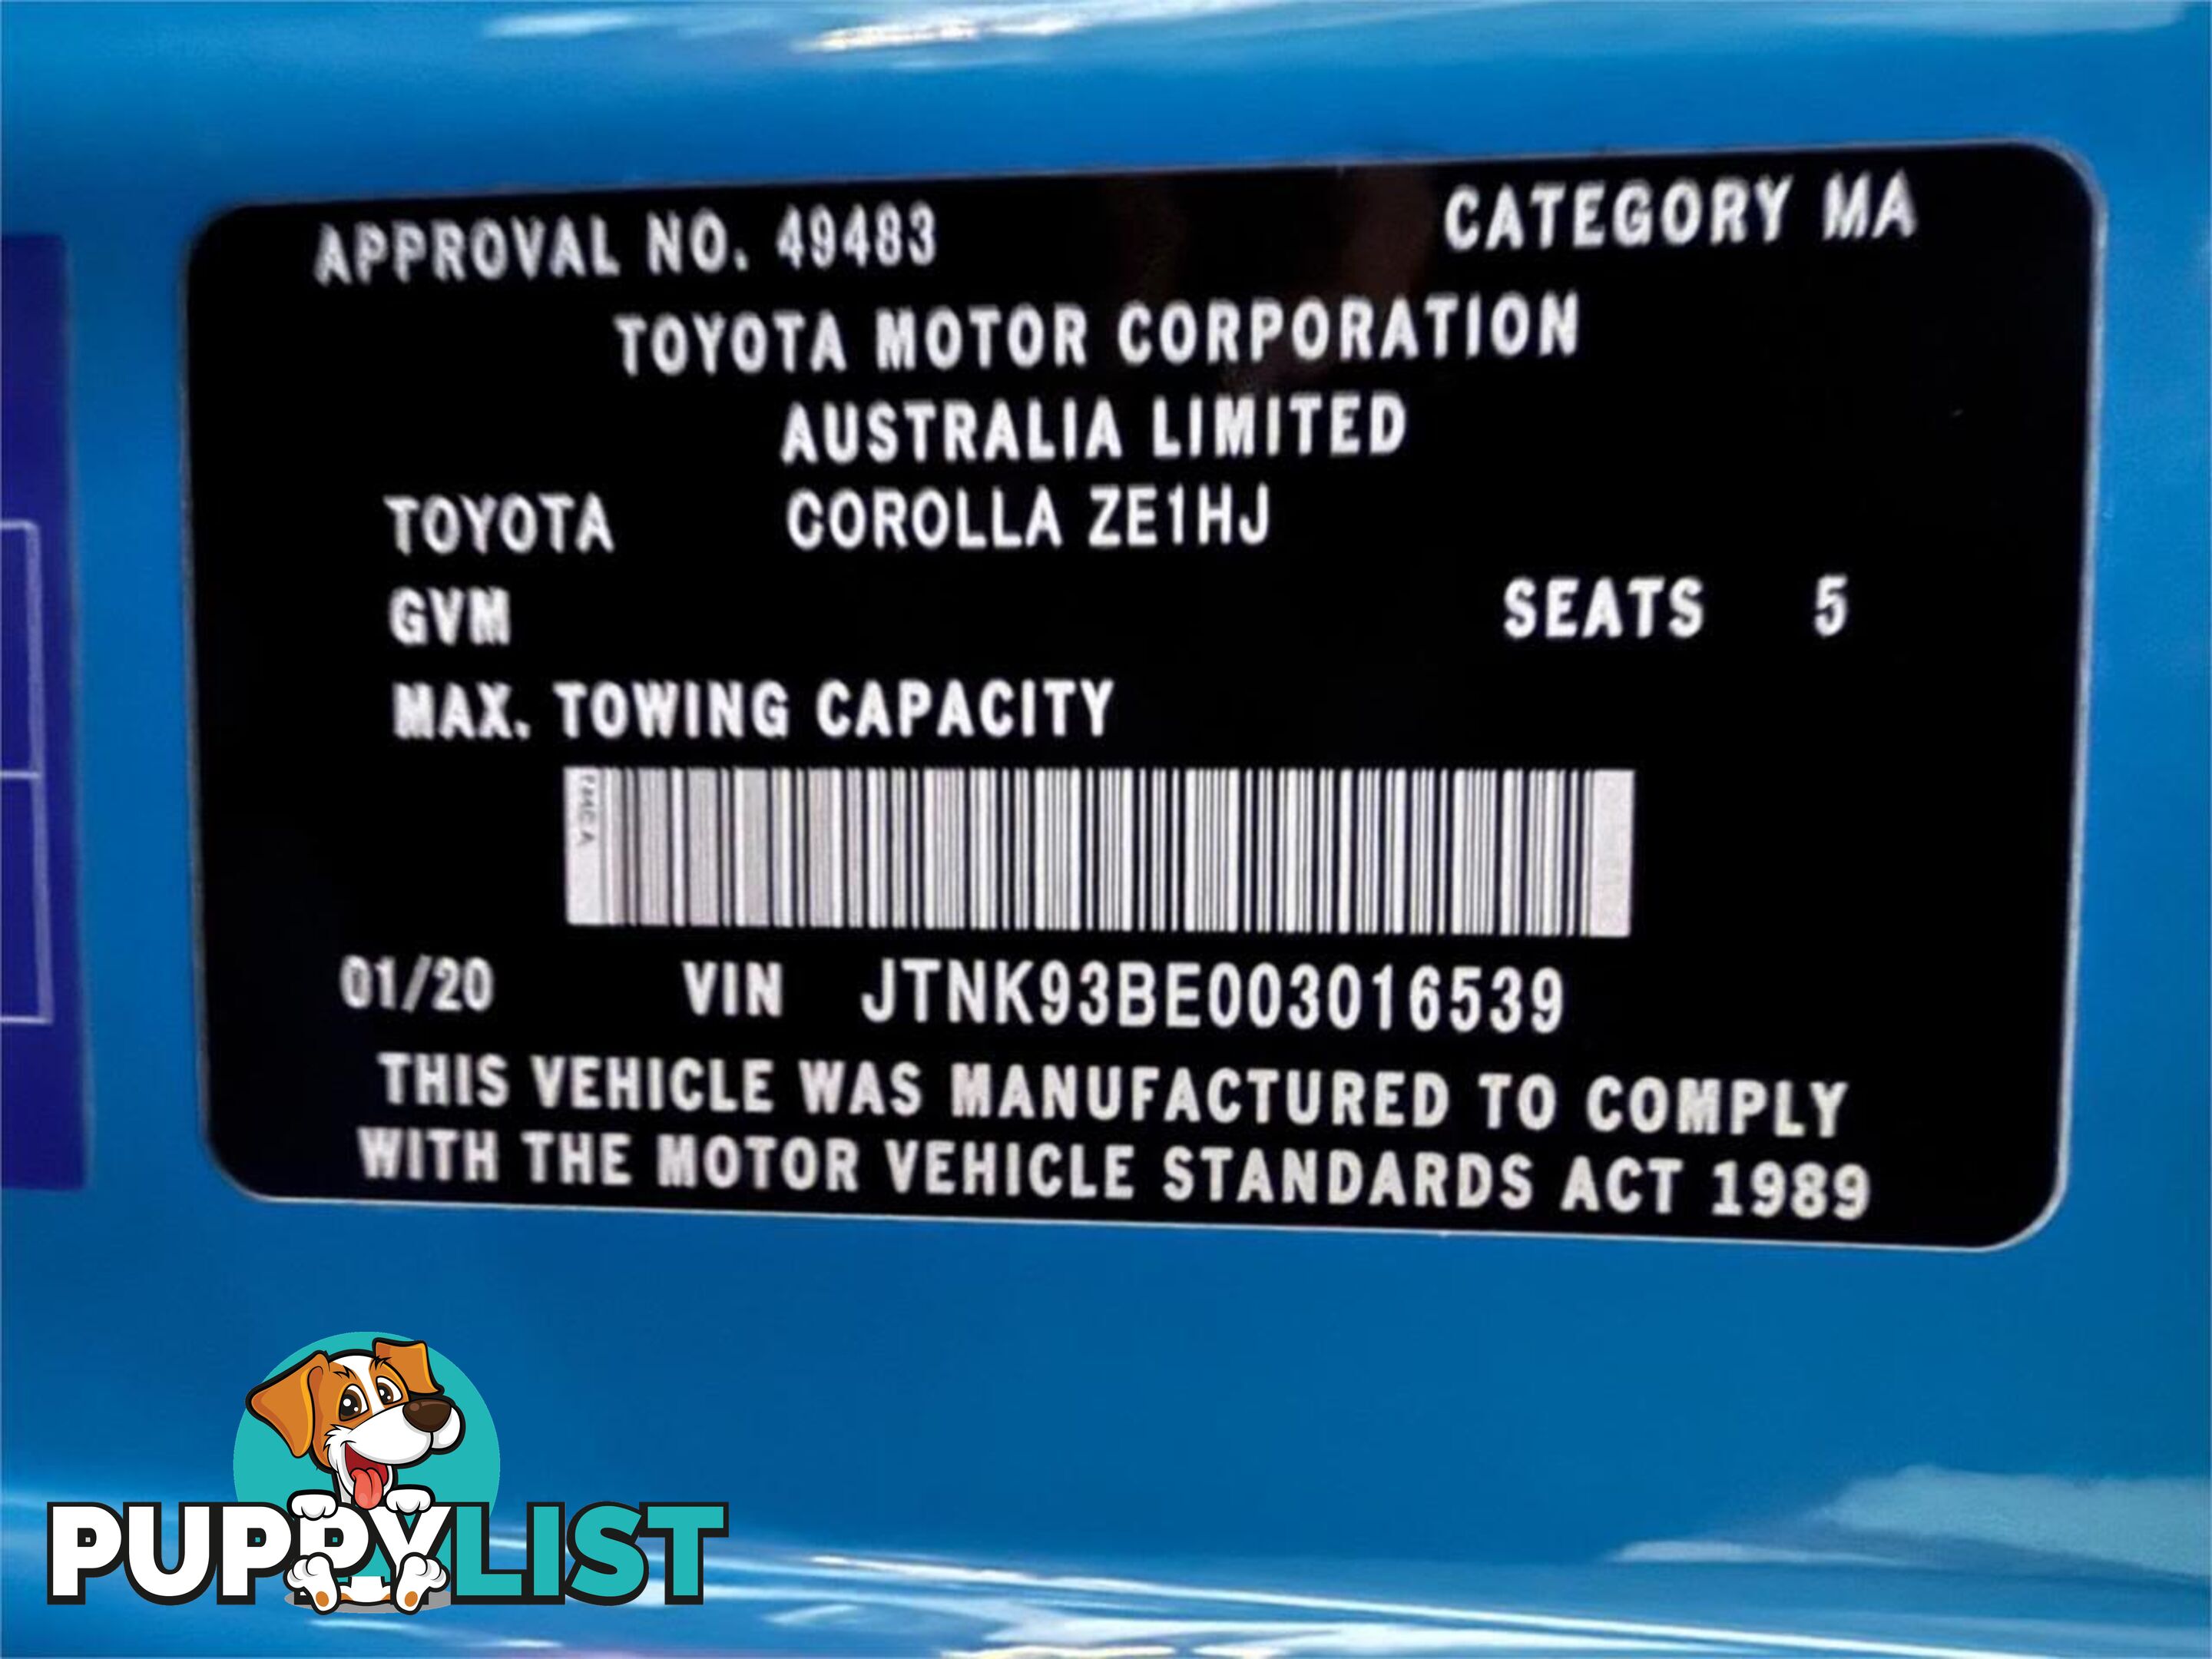 APPROVAL NO. 49483 CATEGORY MA
TOYOTA MOTOR CORPORATION
AUSTRALIA LIMITED
TOYOTA COROLLA ZE1HJ
GVM SEATS 5
MAX. TOWING CAPACITY
01/20 VIN JTNK93BE003016539
THIS VEHICLE WAS MANUFACTURED TO COMPLY
WITH THE MOTOR VEHICLE STANDARDS ACT 1989
PUPPYLIST